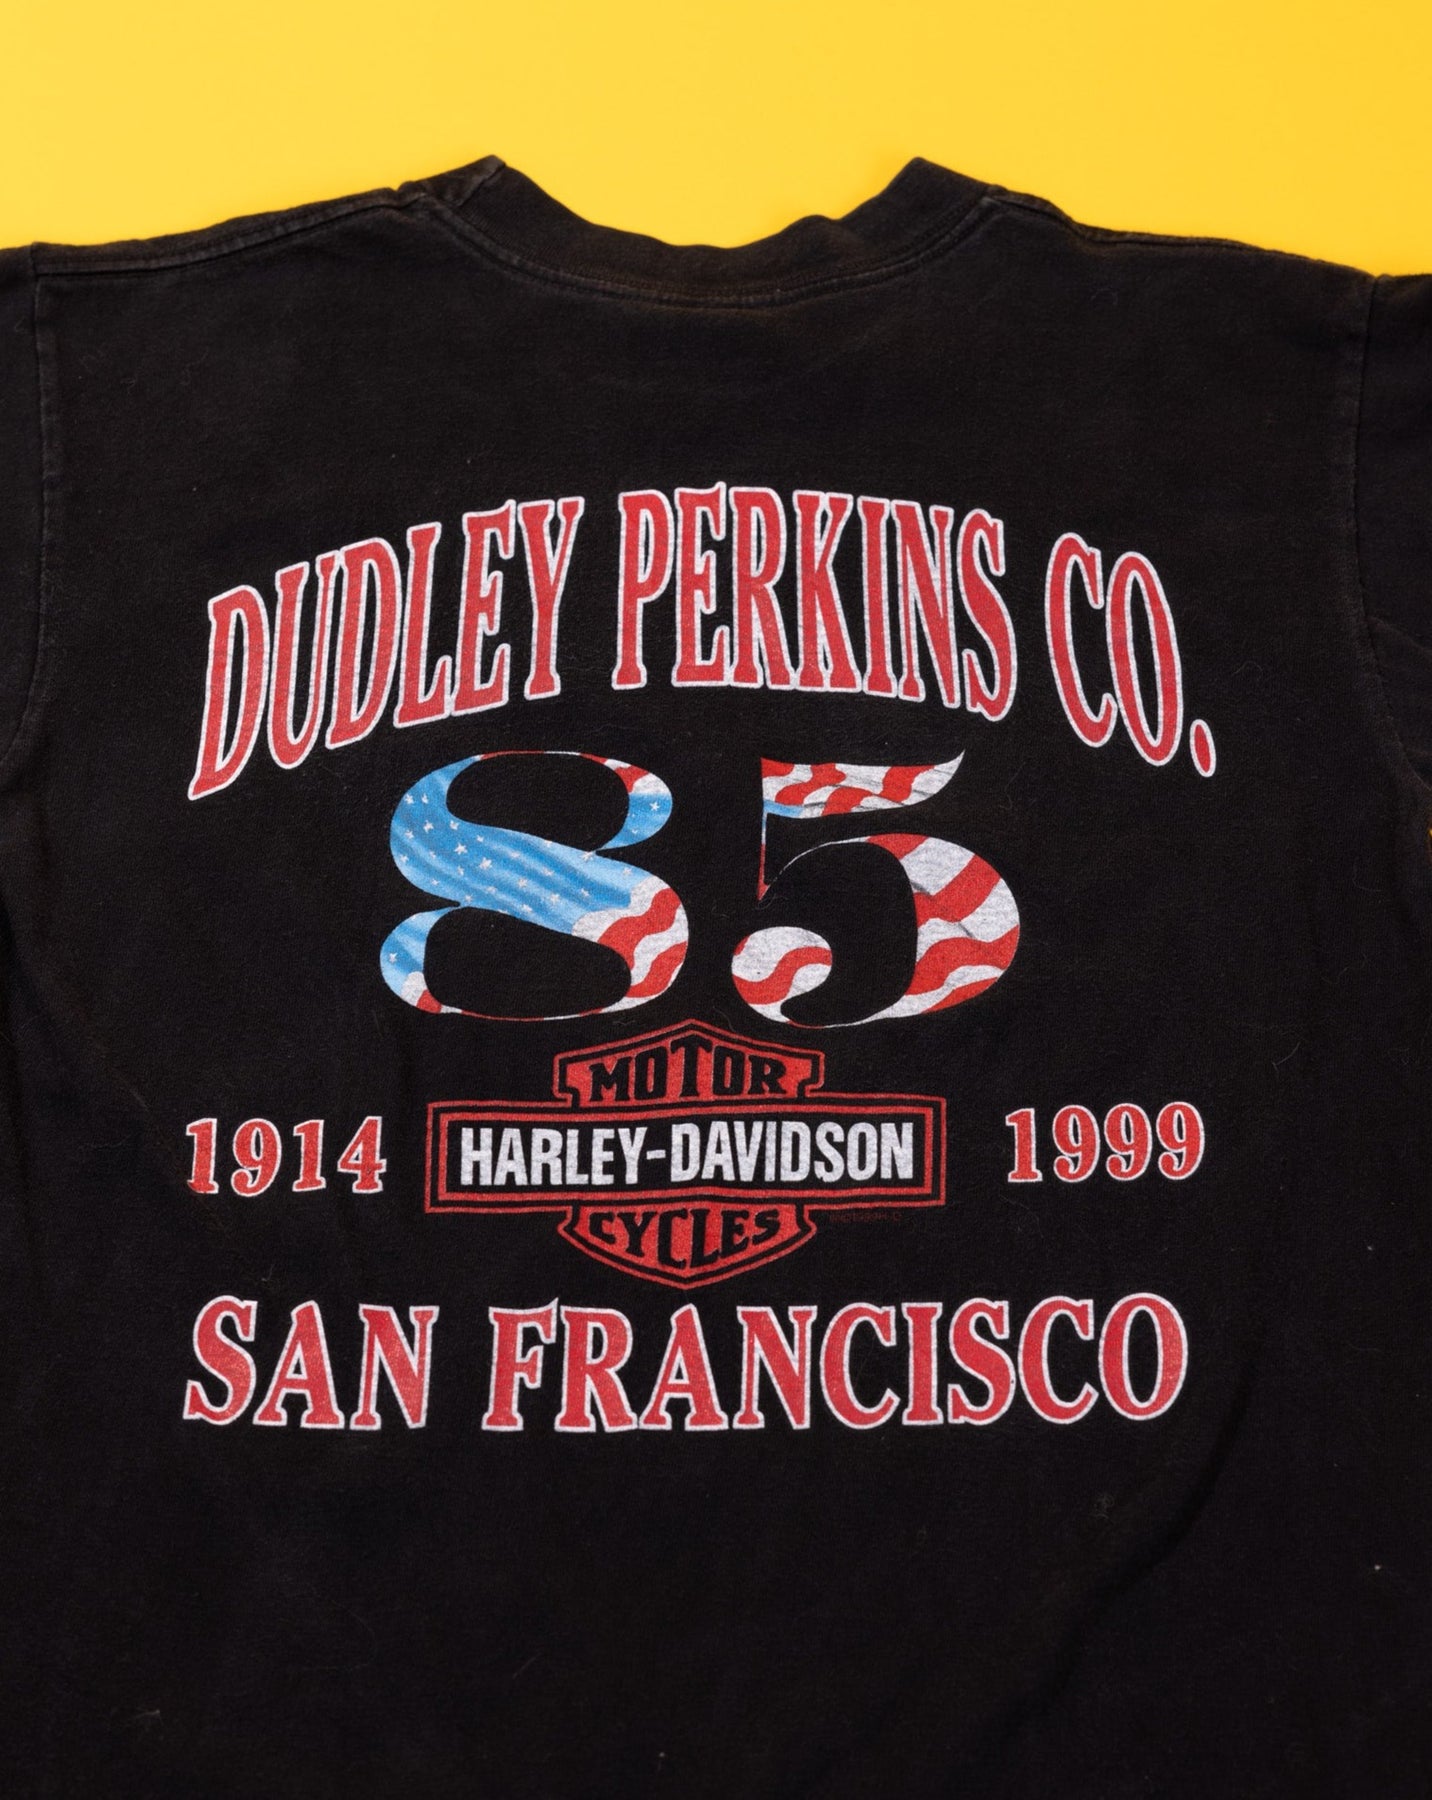 DUDLEY PERKINS CO.
85
MOTOR
1914 HARLEY-DAVIDSON 1999
CYCLES
SAN FRANCISCO